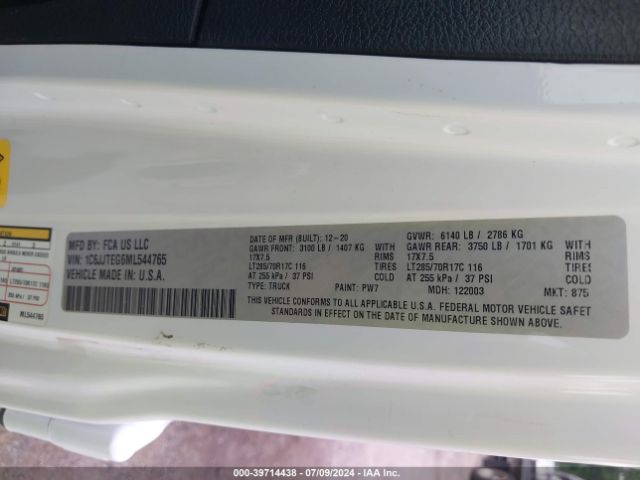 MFD BY: FCA US LLC
VIN: 1C6JJTEG6ML544765
VEHICLE MADE IN U.S.A.
DATE OF MFR (BUILT): 12-20
GAWR FRONT: 3100 LB / 1407 KG
17X7.5 RIMS
LT285/70R17C 116 TIRES
AT 255 kPa / 37 PSI COLD
TYPE: TRUCK PAINT: PW7
GVWR: 6140 LB / 2786 KG
GAWR REAR: 3750 LB / 1701 KG
17X7.5 RIMS
LT285/70R17C 116 TIRES
AT 255 kPa / 37 PSI COLD
MDH: 122003 MKT: 875
THIS VEHICLE CONFORMS TO ALL APPLICABLE U.S.A. FEDERAL MOTOR VEHICLE SAFET
STANDARDS IN EFFECT ON THE DATE OF MANUFACTURE SHOWN ABOVE.
ML544765
000-39714438 - 07/09/2024 - IAA Inc.